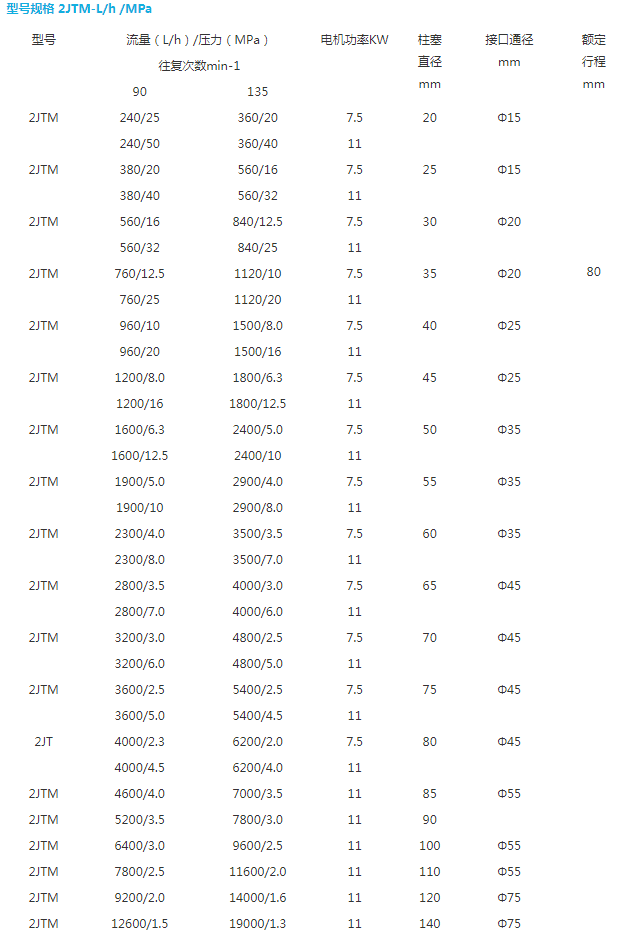 型号规格 2JTM-L/h /MPa
型号 流量（L/h）/压力（MPa） 电机功率KW 柱塞 接口通径 额定
往复次数min-1 直径 mm 行程
90 135 mm mm
2JTM 240/25 360/20 7.5 20 Φ15
240/50 360/40 11
2JTM 380/20 560/16 7.5 25 Φ15
380/40 560/32 11
2JTM 560/16 840/12.5 7.5 30 Φ20
560/32 840/25 11
2JTM 760/12.5 1120/10 7.5 35 Φ20 80
760/25 1120/20 11
2JTM 960/10 1500/8.0 7.5 40 Φ25
960/20 1500/16 11
2JTM 1200/8.0 1800/6.3 7.5 45 Φ25
1200/16 1800/12.5 11
2JTM 1600/6.3 2400/5.0 7.5 50 Φ35
1600/12.5 2400/10 11
2JTM 1900/5.0 2900/4.0 7.5 55 Φ35
1900/10 2900/8.0 11
2JTM 2300/4.0 3500/3.5 7.5 60 Φ35
2300/8.0 3500/7.0 11
2JTM 2800/3.5 4000/3.0 7.5 65 Φ45
2800/7.0 4000/6.0 11
2JTM 3200/3.0 4800/2.5 7.5 70 Φ45
3200/6.0 4800/5.0 11
2JTM 3600/2.5 5400/2.5 7.5 75 Φ45
3600/5.0 5400/4.5 11
2JT 4000/2.3 6200/2.0 7.5 80 Φ45
4000/4.5 6200/4.0 11
2JTM 4600/4.0 7000/3.5 11 85 Φ55
2JTM 5200/3.5 7800/3.0 11 90
2JTM 6400/3.0 9600/2.5 11 100 Φ55
2JTM 7800/2.5 11600/2.0 11 110 Φ55
2JTM 9200/2.0 14000/1.6 11 120 Φ75
2JTM 12600/1.5 19000/1.3 11 140 Φ75